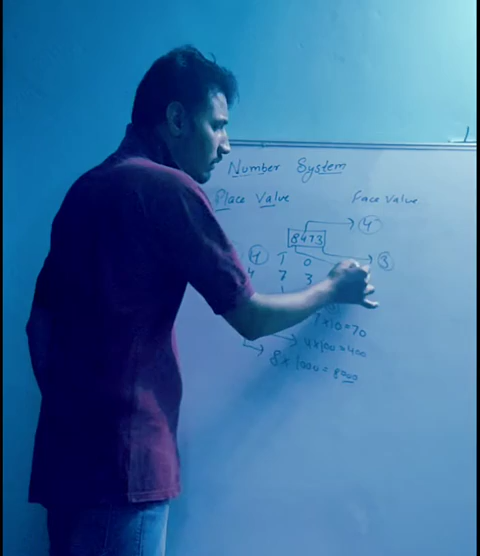 Number System
Place Value Face Value
4
8473
H T O 3
4 7 3
7×10=70
4×100=400
8×1000=8000